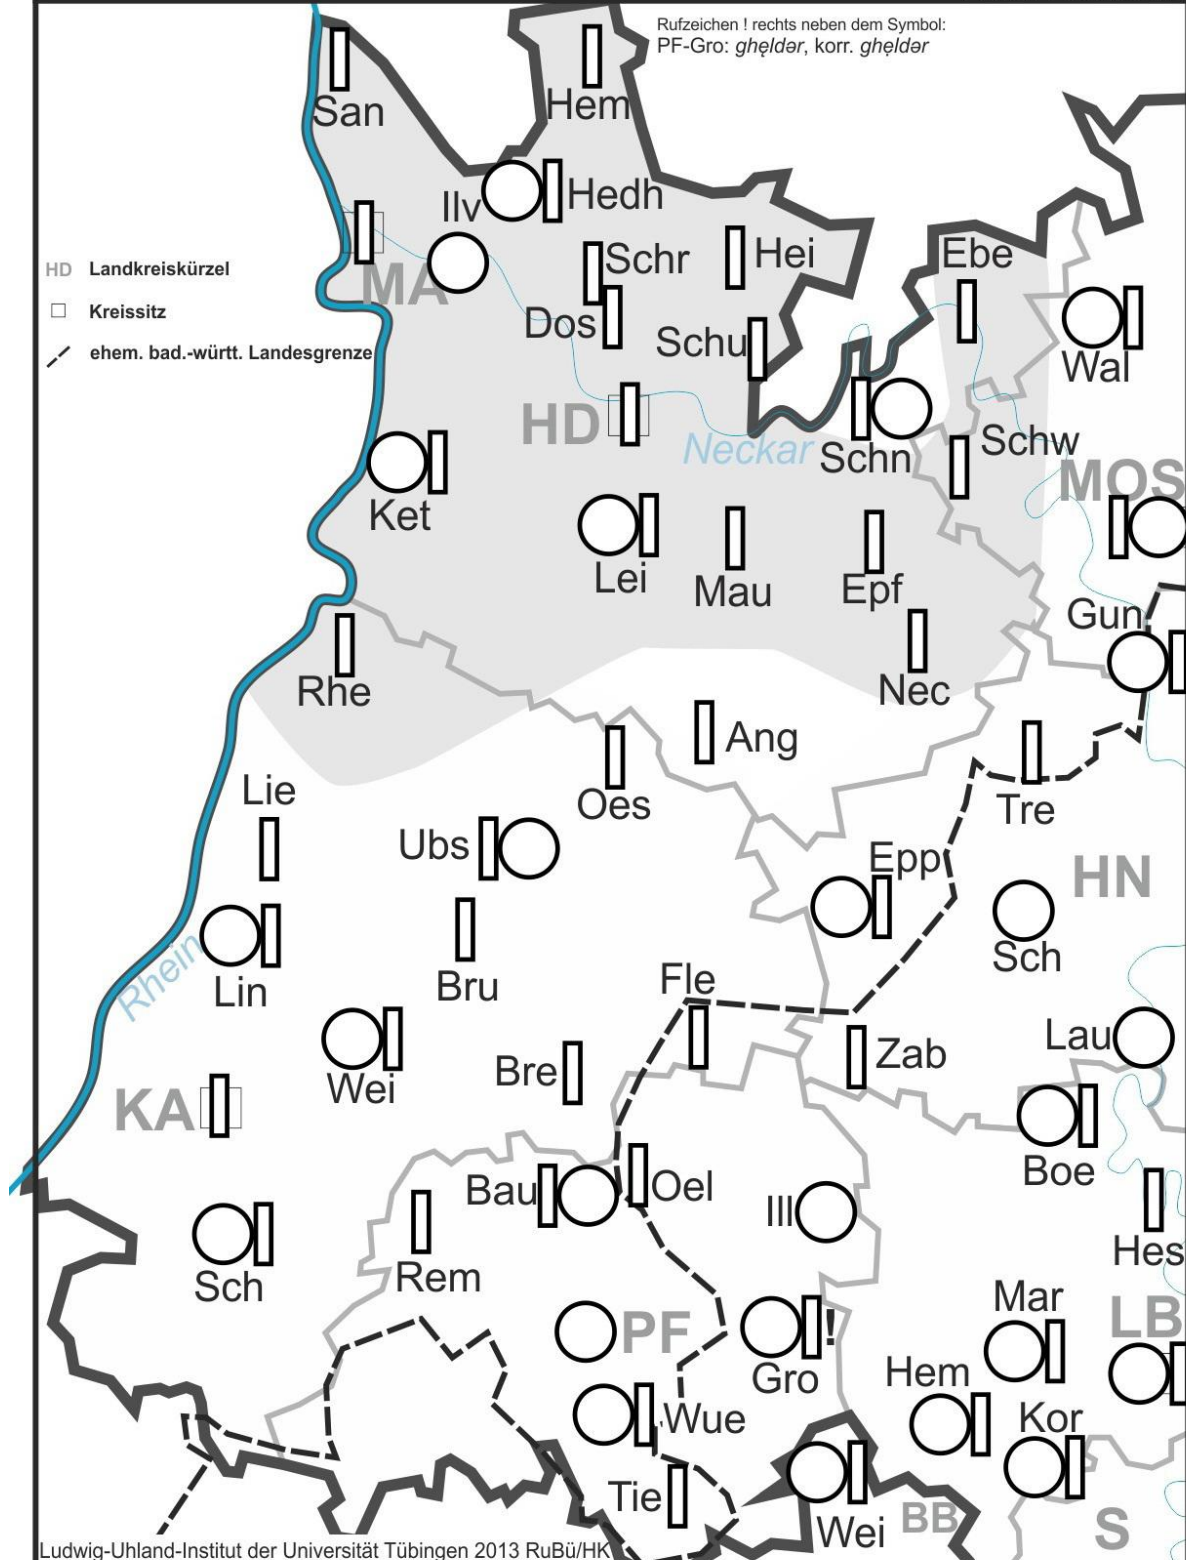 Rufzeichen ! rechts neben dem Symbol:
PF-Gro: ghęldər, korr. ghẹldər
San
Hem
Ilv
Hedh
MA
Schr
Hei
Ebe
HD Landkreiskürzel
Kreissitz
ehem. bad.-württ. Landesgrenze
Dos
Schu
Wal
HD
Neckar
Schn
Schw
MOS
Ket
Lei
Mau
Epf
Gun
Rhe
Nec
Ang
Oes
Tre
Lie
Ubs
Epp
HN
Rhein
Lin
Bru
Sch
Fle
Wei
Bre
Zab
Lau
KA
Boe
Bau
Oel
Ill
Hes
Sch
Rem
Mar
LB
PF
Gro
!
Hem
Kor
Wue
Tie
Wei
BB
S
Ludwig-Uhland-Institut der Universität Tübingen 2013 RuBü/HK